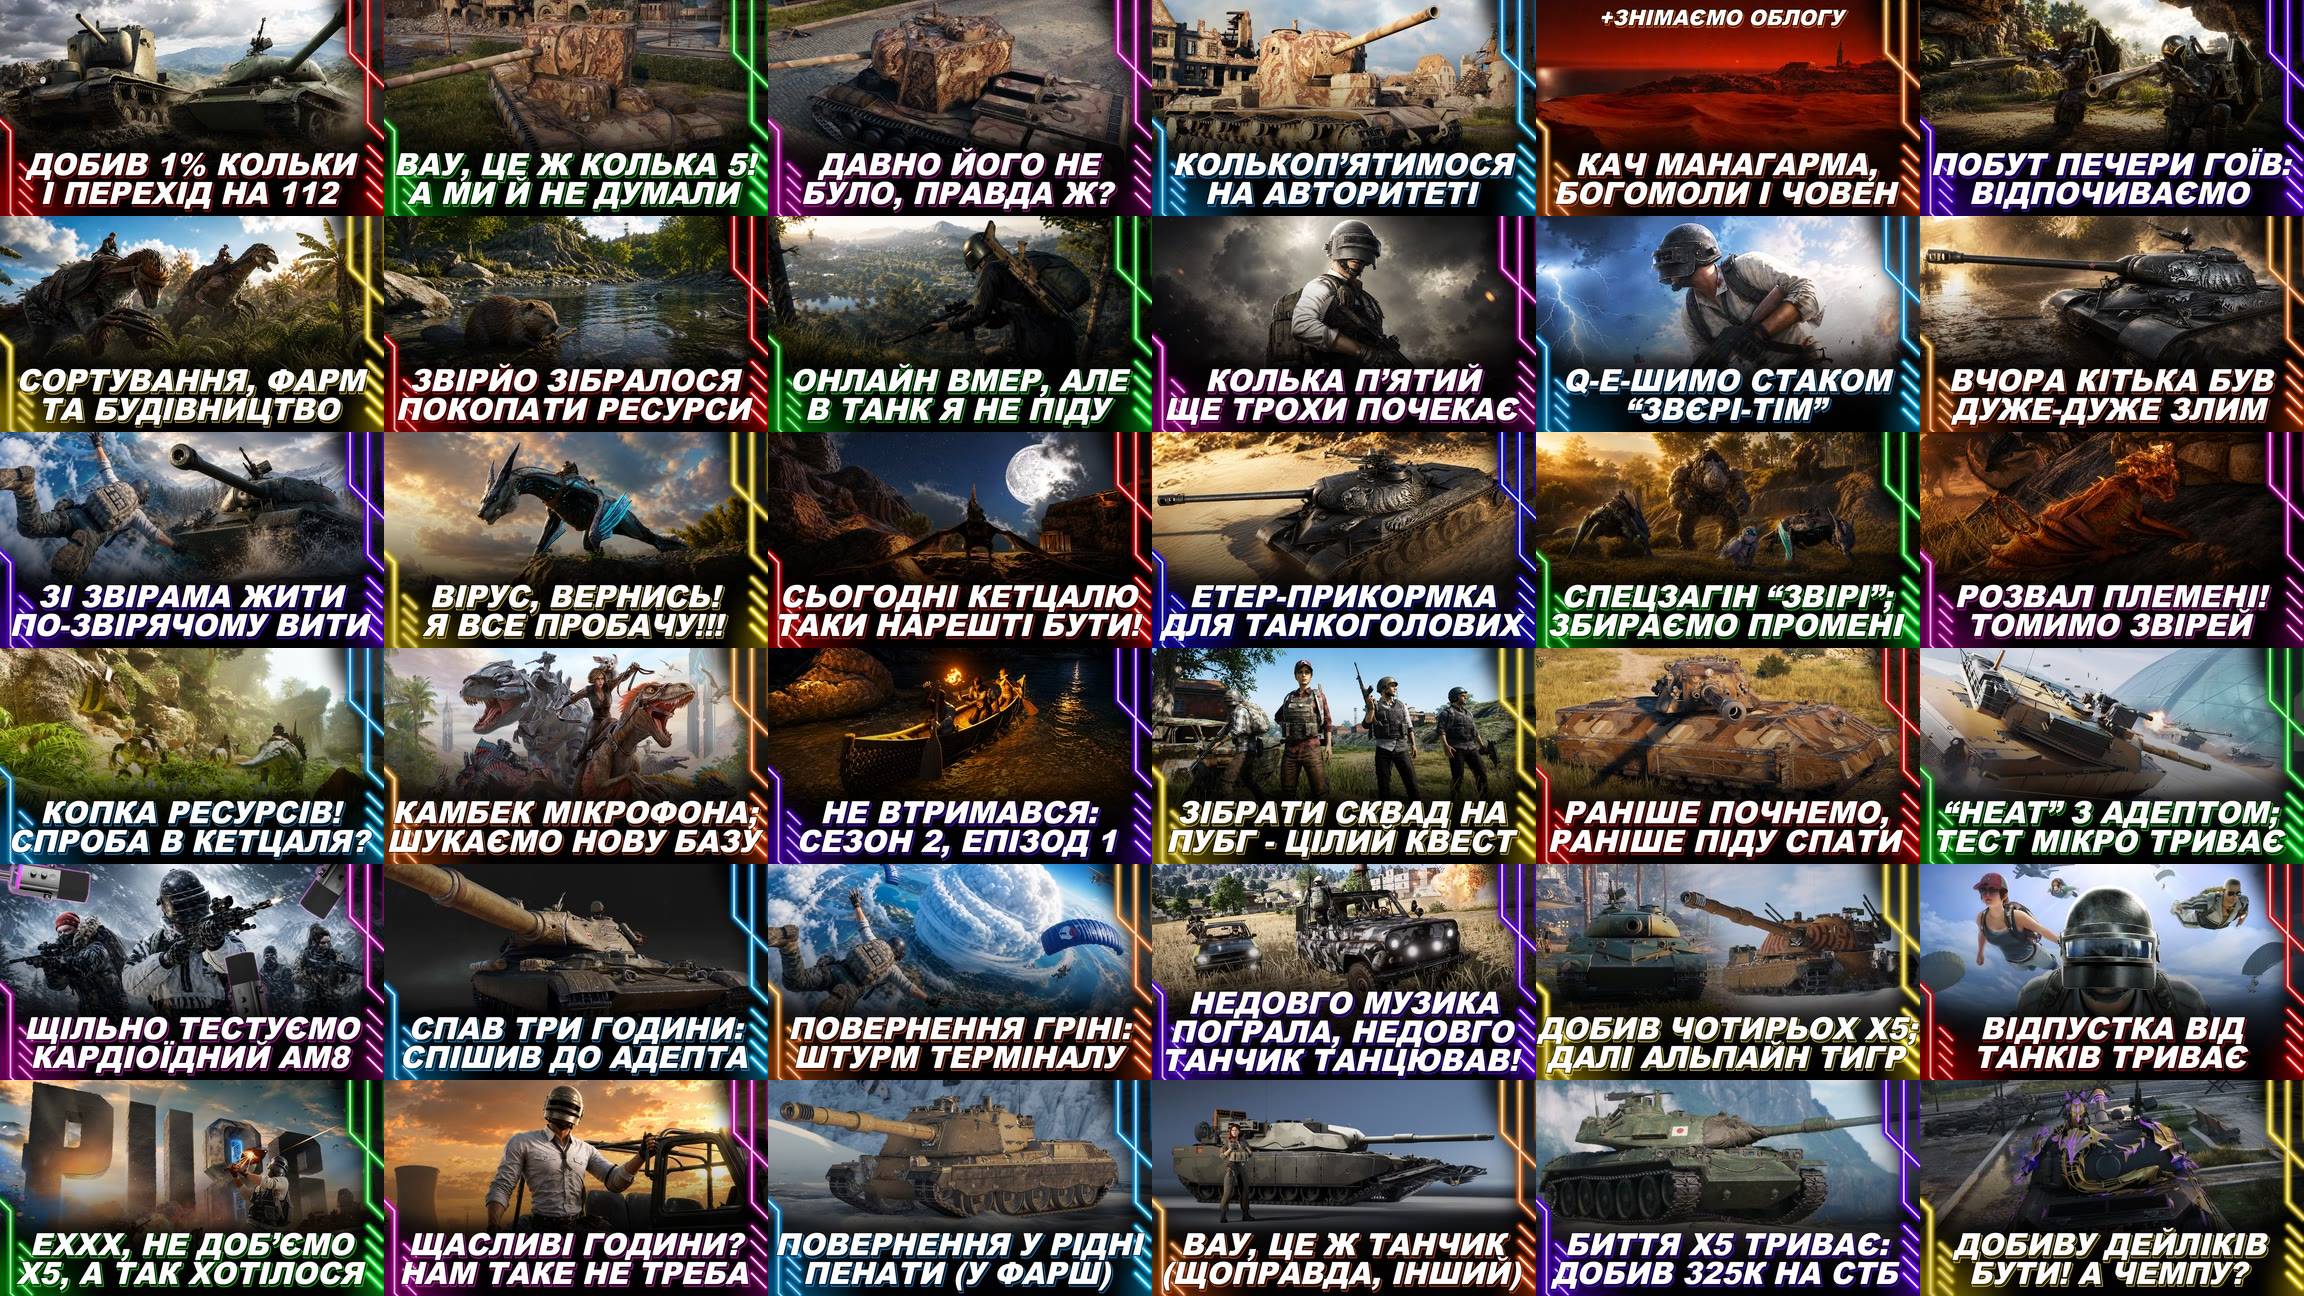 ДОБИВ 1% КОЛЬКИ
І ПЕРЕХІД НА 112
ВАУ, ЦЕ Ж КОЛЬКА 5!
А МИ Й НЕ ДУМАЛИ
ДАВНО ЙОГО НЕ
БУЛО, ПРАВДА Ж?
КОЛЬКОП’ЯТИМОСЯ
НА АВТОРИТЕТІ
+ЗНІМАЄМО ОБЛОГУ
КАЧ МАНАГАРМА,
БОГОМОЛИ І ЧОВЕН
ПОБУТ ПЕЧЕРИ ГОЇВ:
ВІДПОЧИВАЄМО
СОРТУВАННЯ, ФАРМ
ТА БУДІВНИЦТВО
ЗВІРЙО ЗІБРАЛОСЯ
ПОКОПАТИ РЕСУРСИ
ОНЛАЙН ВМЕР, АЛЕ
В ТАНК Я НЕ ПІДУ
КОЛЬКА П’ЯТИЙ
ЩЕ ТРОХИ ПОЧЕКАЄ
Q-E-ШИМО СТАКОМ
“ЗВЄРІ-ТІМ”
ВЧОРА КІТЬКА БУВ
ДУЖЕ-ДУЖЕ ЗЛИМ
ЗІ ЗВІРАМА ЖИТИ
ПО-ЗВІРЯЧОМУ ВИТИ
ВІРУС, ВЕРНИСЬ!
Я ВСЕ ПРОБАЧУ!!!
СЬОГОДНІ КЕТЦАЛЮ
ТАКИ НАРЕШТІ БУТИ!
ЕТЕР-ПРИКОРМКА
ДЛЯ ТАНКОГОЛОВИХ
СПЕЦЗАГІН “ЗВІРІ”;
ЗБИРАЄМО ПРОМЕНІ
РОЗВАЛ ПЛЕМЕНІ!
ТОМИМО ЗВІРЕЙ
КОПКА РЕСУРСІВ!
СПРОБА В КЕТЦАЛЯ?
КАМБЕК МІКРОФОНА;
ШУКАЄМО НОВУ БАЗУ
НЕ ВТРИМАВСЯ:
СЕЗОН 2, ЕПІЗОД 1
ЗІБРАТИ СКВАД НА
ПУБГ - ЦІЛИЙ КВЕСТ
РАНІШЕ ПОЧНЕМО,
РАНІШЕ ПІДУ СПАТИ
“HEAT” З АДЕПТОМ;
ТЕСТ МІКРО ТРИВАЄ
ЩІЛЬНО ТЕСТУЄМО
КАРДІОЇДНИЙ AM8
СПАВ ТРИ ГОДИНИ:
СПІШИВ ДО АДЕПТА
ПОВЕРНЕННЯ ГРІНІ:
ШТУРМ ТЕРМІНАЛУ
НЕДОВГО МУЗИКА
ПОГРАЛА, НЕДОВГО
ТАНЧИК ТАНЦЮВАВ!
ДОБИВ ЧОТИРЬОХ X5;
ДАЛІ АЛЬПАЙН ТИГР
ВІДПУСТКА ВІД
ТАНКІВ ТРИВАЄ
PUBG
ЕХХХ, НЕ ДОБ’ЄМО
X5, А ТАК ХОТІЛОСЯ
ЩАСЛИВІ ГОДИНИ?
НАМ ТАКЕ НЕ ТРЕБА
ПОВЕРНЕННЯ У РІДНІ
ПЕНАТИ (У ФАРШ)
ВАУ, ЦЕ Ж ТАНЧИК
(ЩОПРАВДА, ІНШИЙ)
БИТТЯ X5 ТРИВАЄ:
ДОБИВ 325К НА СТБ
ДОБИВУ ДЕЙЛІКІВ
БУТИ! А ЧЕМПУ?